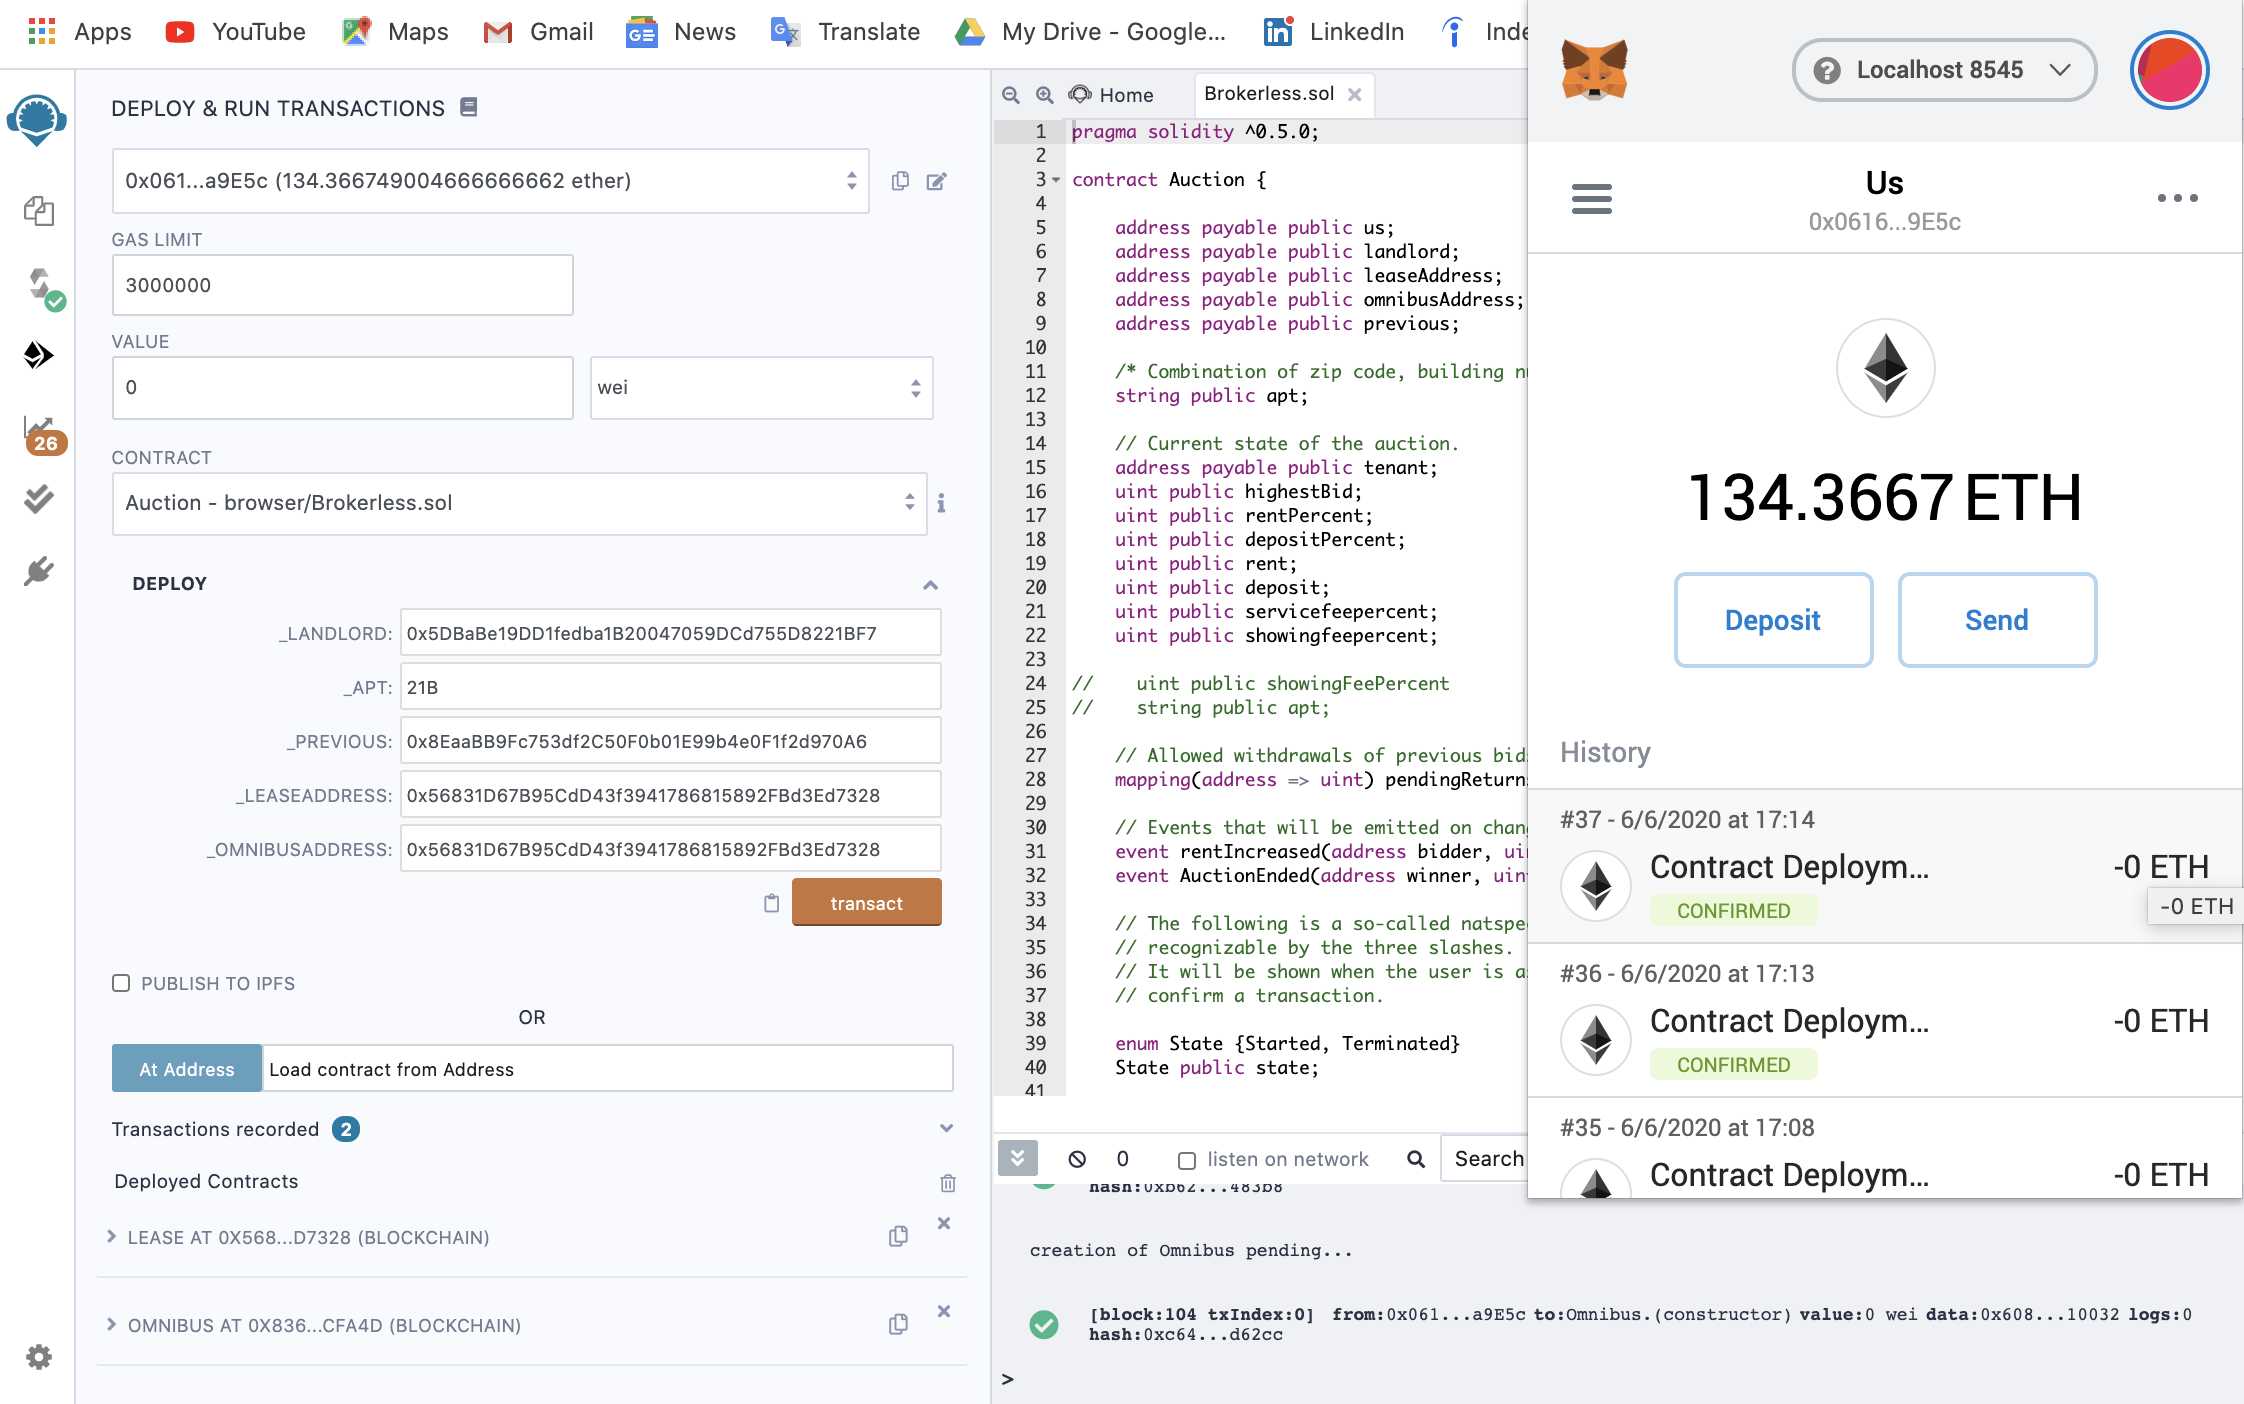 Apps
YouTube
Maps
Gmail
News
Translate
My Drive - Google...
LinkedIn
DEPLOY & RUN TRANSACTIONS
0x061...a9E5c (134.366749004666666662 ether)
GAS LIMIT
3000000
VALUE
0
wei
CONTRACT
Auction - browser/Brokerless.sol
DEPLOY
_LANDLORD: 0x5DBaBe19DD1fedba1B20047059DCd755D8221BF7
_APT: 21B
_PREVIOUS: 0x8EaaBB9Fc753df2C50F0b01E99b4e0F1f2d970A6
_LEASEADDRESS: 0x56831D67B95CdD43f3941786815892FBd3Ed7328
_OMNIBUSADDRESS: 0x56831D67B95CdD43f3941786815892FBd3Ed7328
transact
PUBLISH TO IPFS
OR
At Address
Load contract from Address
Transactions recorded 2
Deployed Contracts
LEASE AT 0X568...D7328 (BLOCKCHAIN)
OMNIBUS AT 0X836...CFA4D (BLOCKCHAIN)
26
Home
Brokerless.sol
1 pragma solidity ^0.5.0;
2
3 contract Auction {
4
5 address payable public us;
6 address payable public landlord;
7 address payable public leaseAddress;
8 address payable public omnibusAddress;
9 address payable public previous;
10
11 /* Combination of zip code, building
12 string public apt;
13
14 // Current state of the auction.
15 address payable public tenant;
16 uint public highestBid;
17 uint public rentPercent;
18 uint public depositPercent;
19 uint public rent;
20 uint public deposit;
21 uint public servicefeepercent;
22 uint public showingfeepercent;
23
24 // uint public showingFeePercent
25 // string public apt;
26
27 // Allowed withdrawals of previous
28 mapping(address => uint) pendingReturns
29
30 // Events that will be emitted on
31 event rentIncreased(address bidder,
32 event AuctionEnded(address winner,
33
34 // The following is a so-called
35 // recognizable by the three slashes.
36 // It will be shown when the user is
37 // confirm a transaction.
38
39 enum State {Started, Terminated}
40 State public state;
41
0
listen on network
Search
hash:0xb62...483b8
creation of Omnibus pending...
[block:104 txIndex:0] from:0x061...a9E5c to:Omnibus.(constructor) value:0 wei data:0x608...10032 logs:0
hash:0xc64...d62cc
>
? Localhost 8545
Us
0x0616...9E5c
134.3667 ETH
Deposit
Send
History
#37 - 6/6/2020 at 17:14
Contract Deploym... -0 ETH
CONFIRMED
-0 ETH
#36 - 6/6/2020 at 17:13
Contract Deploym... -0 ETH
CONFIRMED
#35 - 6/6/2020 at 17:08
Contract Deploym... -0 ETH